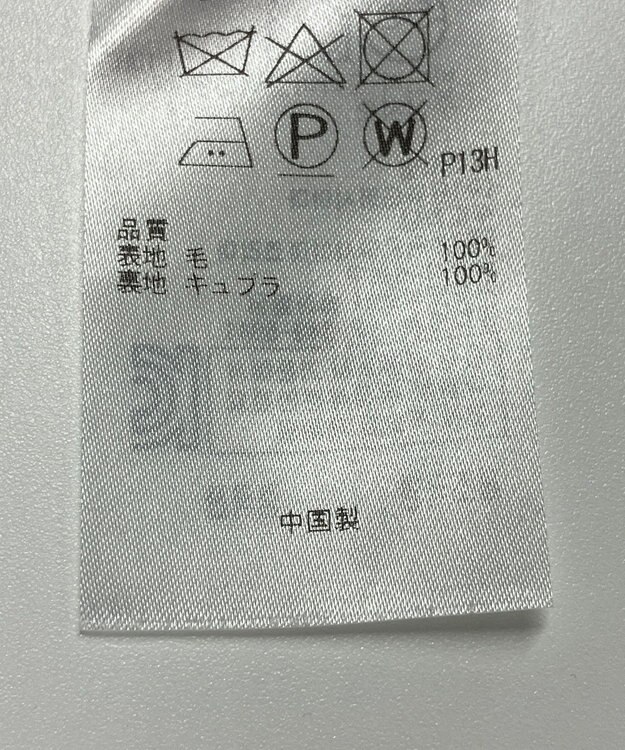 P W P13H
品質
表地 毛 100%
裏地 キュプラ 100%
中国製